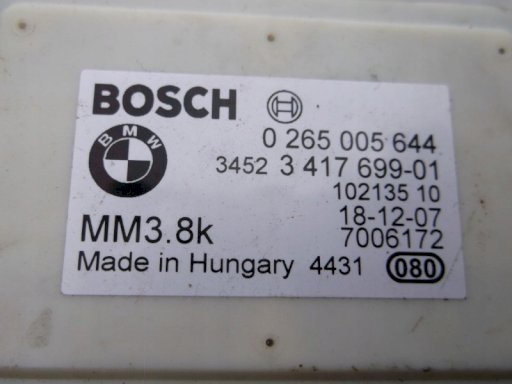 BOSCH
BMW
0 265 005 644
3452 3 417 699-01
102135 10
18-12-07
MM3.8k 7006172
Made in Hungary 4431 080